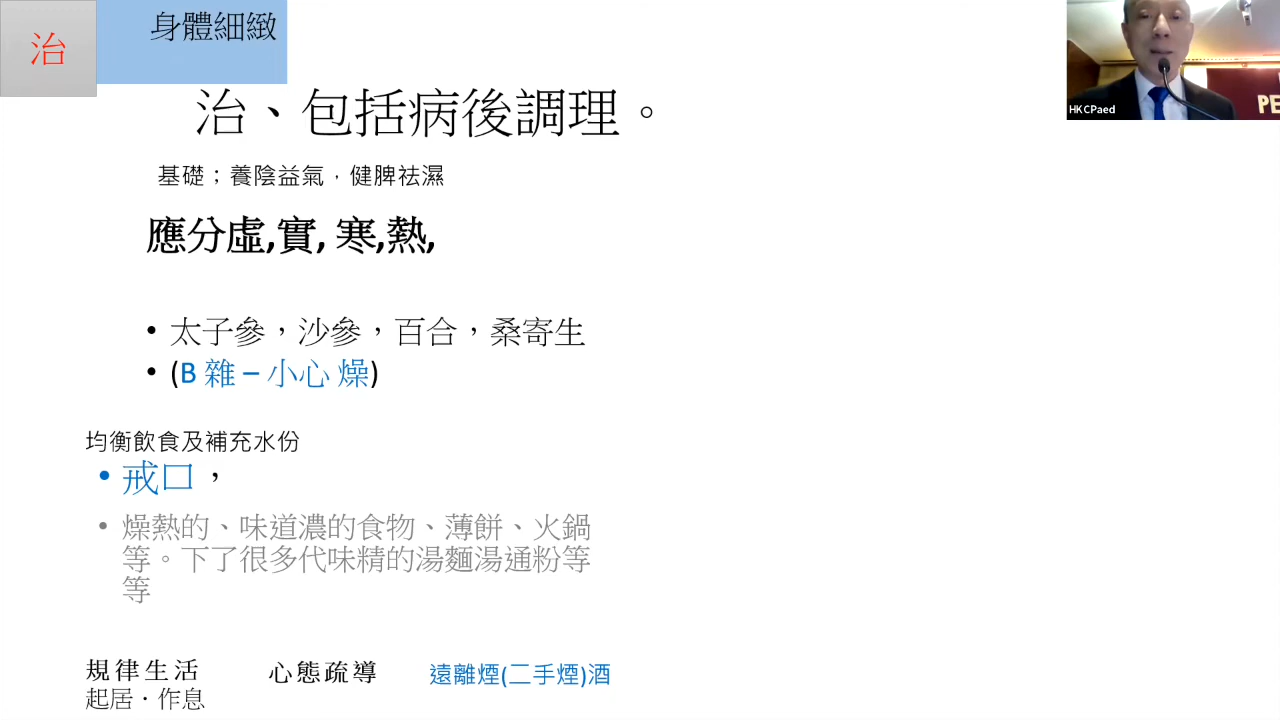 治
身體細緻
治、包括病後調理。
基礎；養陰益氣，健脾祛濕
應分虛,實, 寒,熱,
• 太子參，沙參，百合，桑寄生
• (B 雜 – 小心 燥)
均衡飲食及補充水份
• 戒口，
• 燥熱的、味道濃的食物、薄餅、火鍋
等。下了很多代味精的湯麵湯通粉等
等
規律生活
起居．作息
心態疏導
遠離煙(二手煙)酒
HKCPaed
PE